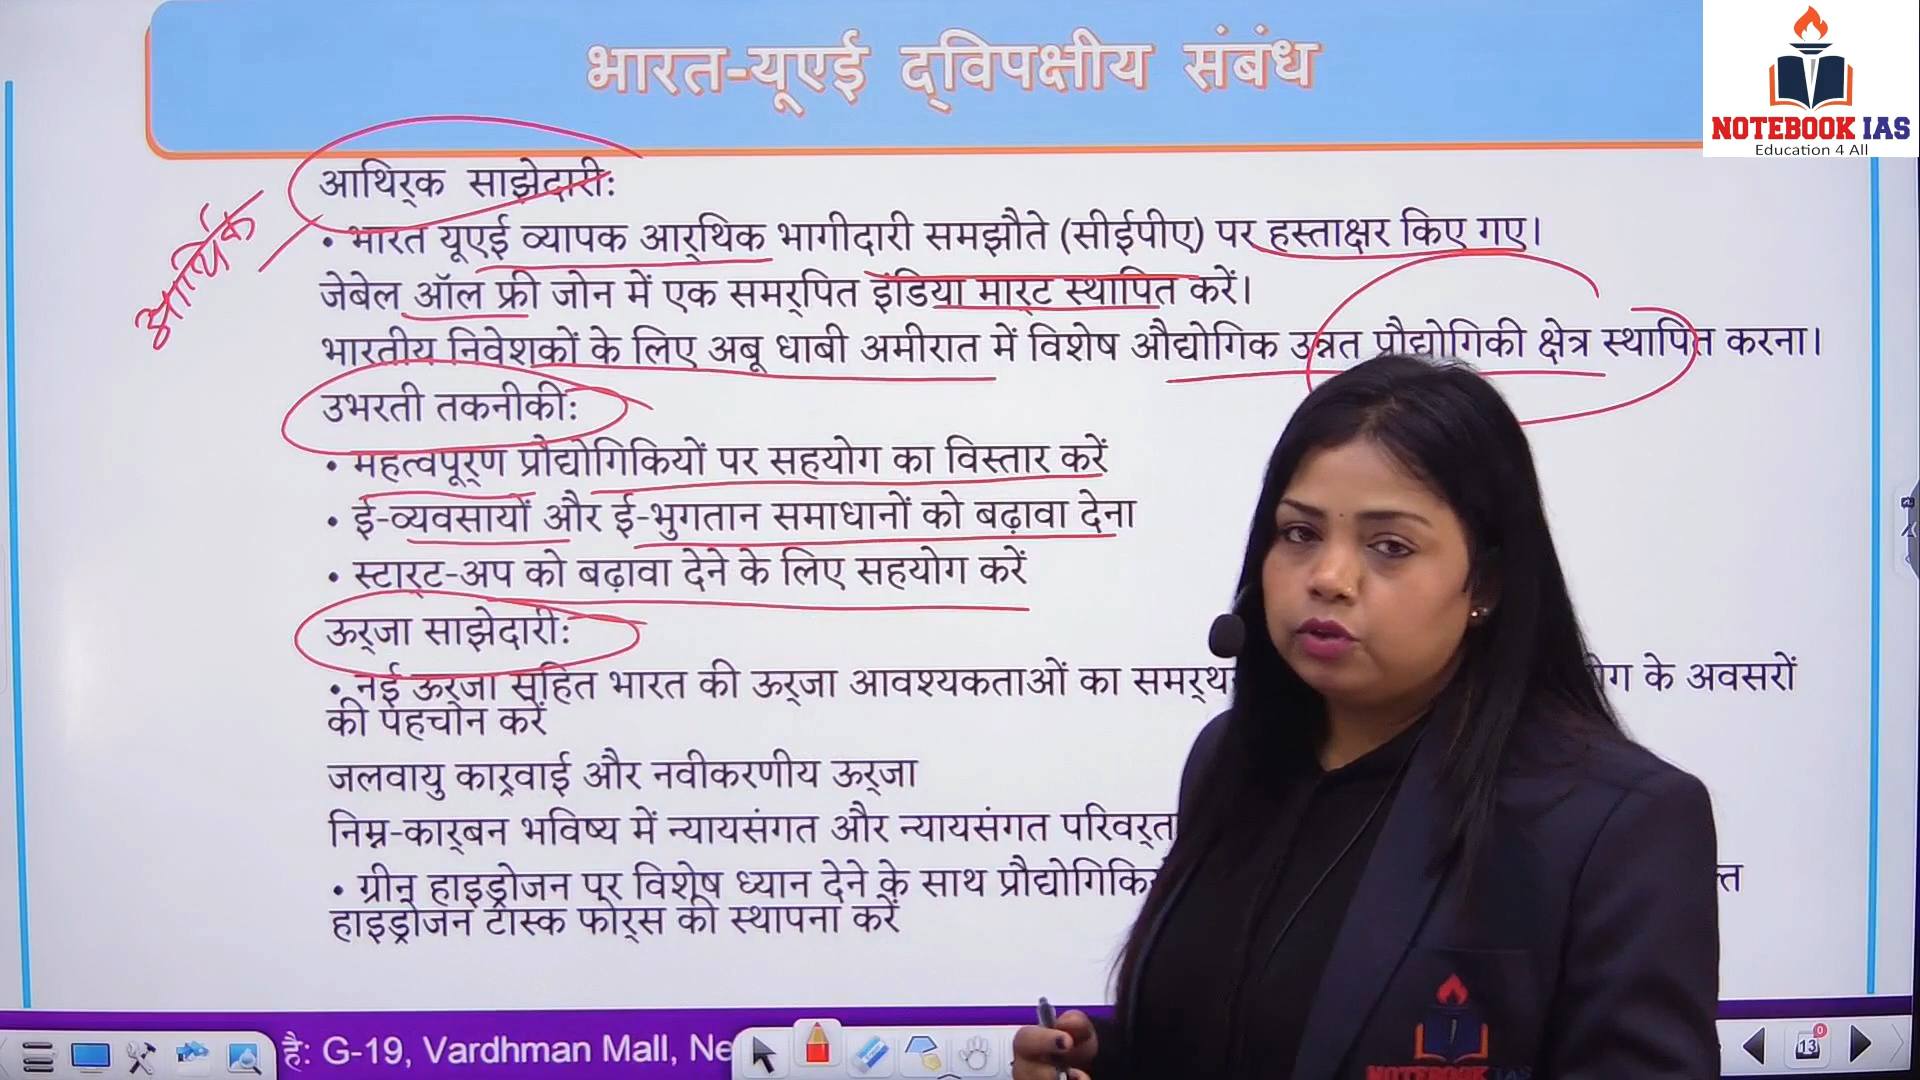 भारत-यूएई द्विपक्षीय संबंध
NOTEBOOK IAS
Education 4 All
आर्थिक
आथिर्क साझेदारी:
• भारत यूएई व्यापक आर्थिक भागीदारी समझौते (सीईपीए) पर हस्ताक्षर किए गए।
जेबेल ऑल फ्री जोन में एक समर्पित इंडिया मार्ट स्थापित करें।
भारतीय निवेशकों के लिए अबू धाबी अमीरात में विशेष औद्योगिक उन्नत प्रौद्योगिकी क्षेत्र स्थापित करना।
उभरती तकनीकी:
• महत्वपूर्ण प्रौद्योगिकियों पर सहयोग का विस्तार करें
• ई-व्यवसायों और ई-भुगतान समाधानों को बढ़ावा देना
• स्टार्ट-अप को बढ़ावा देने के लिए सहयोग करें
ऊर्जा साझेदारी:
• नई ऊर्जा सहित भारत की ऊर्जा आवश्यकताओं का के अवसरों
की पहचान करें
जलवायु कार्रवाई और नवीकरणीय ऊर्जा
निम्न-कार्बन भविष्य में न्यायसंगत और न्यायसंगत
• ग्रीन हाइड्रोजन पर विशेष ध्यान देने के साथ
हाइड्रोजन टास्क फोर्स की स्थापना करें
है: G-19, Vardhman Mall, Ne
13
0
NOTEBOOK IAS